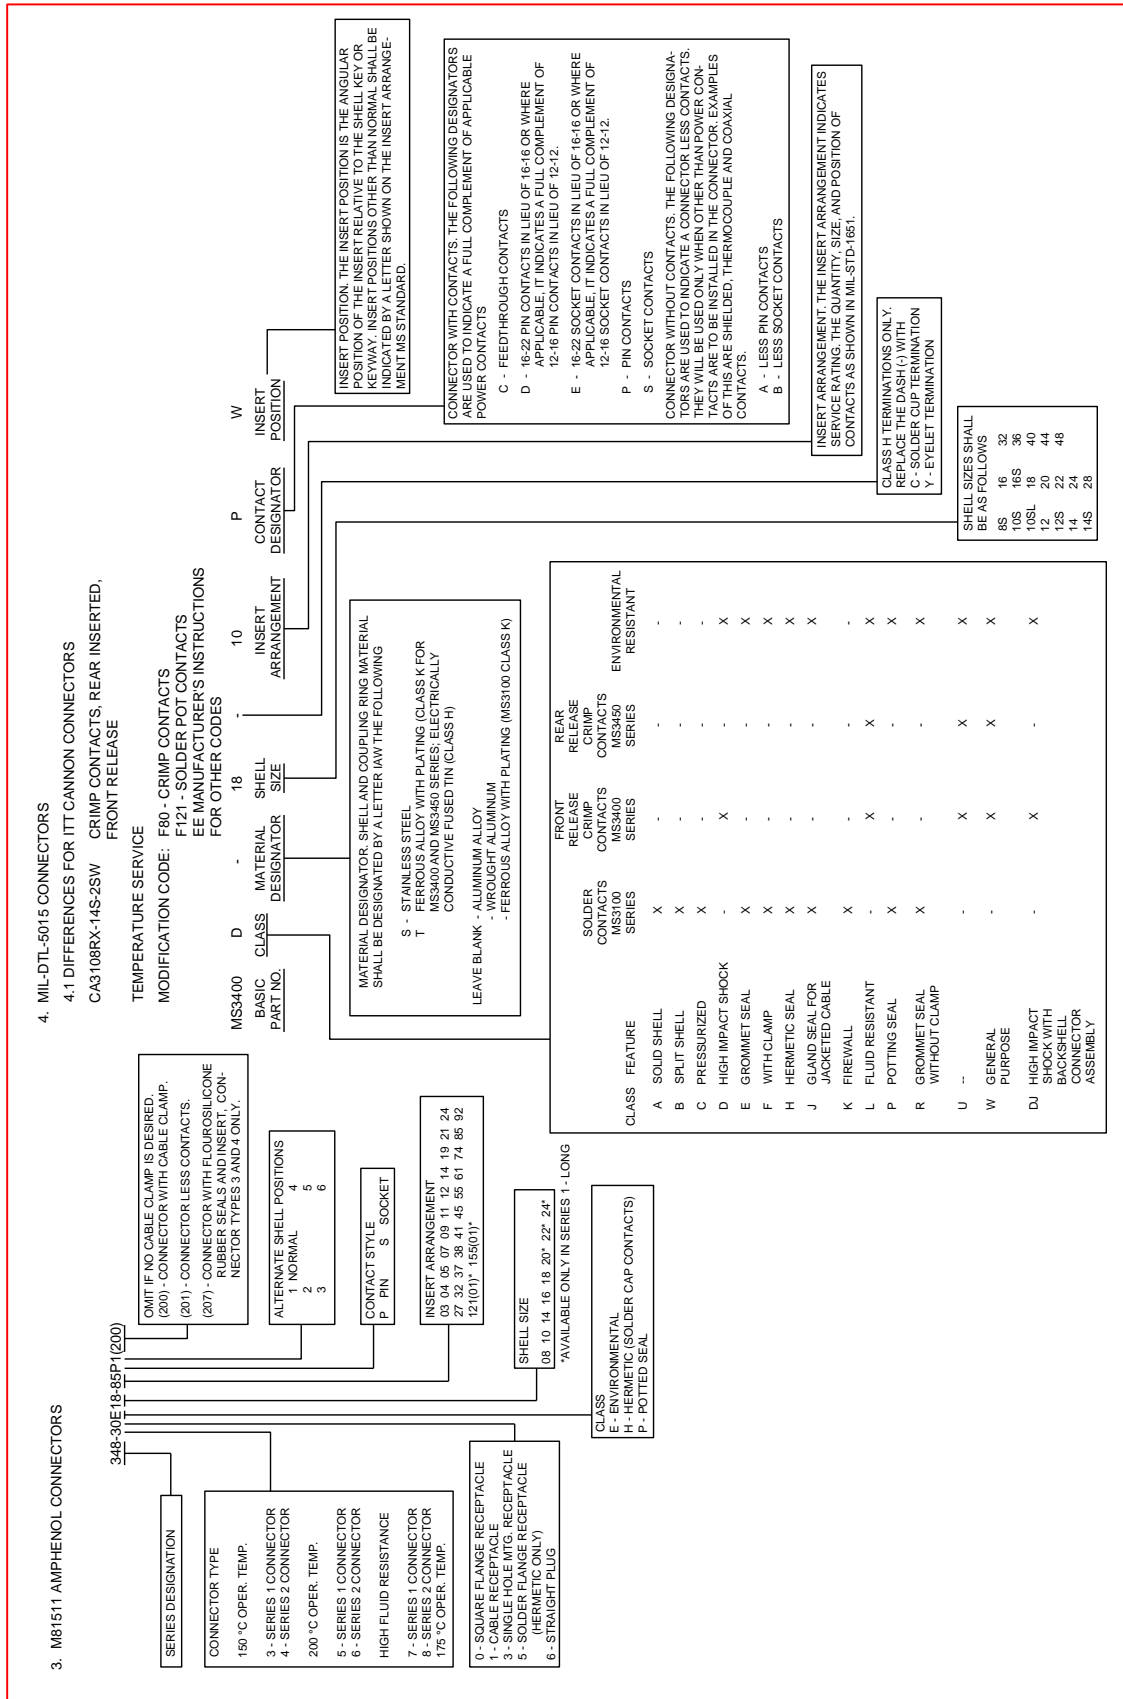 3. M81511 AMPHENOL CONNECTORS
348-30E18-85P1(200)
SERIES DESIGNATION
CONNECTOR TYPE
150 °C OPER. TEMP.
3 - SERIES 1 CONNECTOR
4 - SERIES 2 CONNECTOR
200 °C OPER. TEMP.
5 - SERIES 1 CONNECTOR
6 - SERIES 2 CONNECTOR
HIGH FLUID RESISTANCE
7 - SERIES 1 CONNECTOR
8 - SERIES 2 CONNECTOR
175 °C OPER. TEMP.
0 - SQUARE FLANGE RECEPTACLE
1 - CABLE RECEPTACLE
3 - SINGLE HOLE MTG. RECEPTACLE
5 - SOLDER FLANGE RECEPTACLE
(HERMETIC ONLY)
6 - STRAIGHT PLUG
OMIT IF NO CABLE CLAMP IS DESIRED.
(200) - CONNECTOR WITH CABLE CLAMP.
(201) - CONNECTOR LESS CONTACTS.
(207) - CONNECTOR WITH FLOUROSILICONE
RUBBER SEALS AND INSERT, CON-
NECTOR TYPES 3 AND 4 ONLY.
ALTERNATE SHELL POSITIONS
1 NORMAL 4
2 5
3 6
CONTACT STYLE
P PIN S SOCKET
INSERT ARRANGEMENT
03 04 05 07 09 11 12 14 19 21 24
27 32 37 38 41 45 55 61 74 85 92
121(01)* 155(01)*
SHELL SIZE
08 10 14 16 18 20* 22* 24*
*AVAILABLE ONLY IN SERIES 1 - LONG
CLASS
E - ENVIRONMENTAL
H - HERMETIC (SOLDER CAP CONTACTS)
P - POTTED SEAL
4. MIL-DTL-5015 CONNECTORS
4.1 DIFFERENCES FOR ITT CANNON CONNECTORS
CA3108RX-14S-2SW CRIMP CONTACTS, REAR INSERTED,
FRONT RELEASE
TEMPERATURE SERVICE
MODIFICATION CODE: F80 - CRIMP CONTACTS
F121 - SOLDER POT CONTACTS
EE MANUFACTURER'S INSTRUCTIONS
FOR OTHER CODES
MS3400 D - 18 - 10 P W
BASIC PART NO.
CLASS
MATERIAL DESIGNATOR
SHELL SIZE
INSERT ARRANGEMENT
CONTACT DESIGNATOR
INSERT POSITION
MATERIAL DESIGNATOR. SHELL AND COUPLING RING MATERIAL
SHALL BE DESIGNATED BY A LETTER IAW THE FOLLOWING
S - STAINLESS STEEL
T FERROUS ALLOY WITH PLATING (CLASS K FOR
MS3400 AND MS3450 SERIES; ELECTRICALLY
CONDUCTIVE FUSED TIN (CLASS H)
LEAVE BLANK - ALUMINUM ALLOY
- WROUGHT ALUMINUM
- FERROUS ALLOY WITH PLATING (MS3100 CLASS K)
INSERT POSITION. THE INSERT POSITION IS THE ANGULAR
POSITION OF THE INSERT RELATIVE TO THE SHELL KEY OR
KEYWAY. INSERT POSITIONS OTHER THAN NORMAL SHALL BE
INDICATED BY A LETTER SHOWN ON THE INSERT ARRANGE-
MENT MS STANDARD.
CONNECTOR WITH CONTACTS. THE FOLLOWING DESIGNATORS
ARE USED TO INDICATE A FULL COMPLEMENT OF APPLICABLE
POWER CONTACTS
C - FEEDTHROUGH CONTACTS
D - 16-22 PIN CONTACTS IN LIEU OF 16-16 OR WHERE
APPLICABLE, IT INDICATES A FULL COMPLEMENT OF
12-16 PIN CONTACTS IN LIEU OF 12-12.
E - 16-22 SOCKET CONTACTS IN LIEU OF 16-16 OR WHERE
APPLICABLE, IT INDICATES A FULL COMPLEMENT OF
12-16 SOCKET CONTACTS IN LIEU OF 12-12.
P - PIN CONTACTS
S - SOCKET CONTACTS
CONNECTOR WITHOUT CONTACTS. THE FOLLOWING DESIGNA-
TORS ARE USED TO INDICATE A CONNECTOR LESS CONTACTS.
THEY WILL BE USED ONLY WHEN OTHER THAN POWER CON-
TACTS ARE TO BE INSTALLED IN THE CONNECTOR. EXAMPLES
OF THIS ARE SHIELDED, THERMOCOUPLE AND COAXIAL
CONTACTS.
A - LESS PIN CONTACTS
B - LESS SOCKET CONTACTS
INSERT ARRANGEMENT. THE INSERT ARRANGEMENT INDICATES
SERVICE RATING. THE QUANTITY, SIZE, AND POSITION OF
CONTACTS AS SHOWN IN MIL-STD-1651.
CLASS H TERMINATIONS ONLY.
REPLACE THE DASH (-) WITH
C - SOLDER CUP TERMINATION
Y - EYELET TERMINATION
SHELL SIZES SHALL
BE AS FOLLOWS
8S 16 32
10S 16S 36
10SL 18 40
12 20 44
12S 22 48
14 24
14S 28
CLASS FEATURE
SOLDER CONTACTS MS3100 SERIES
FRONT RELEASE CRIMP CONTACTS MS3400 SERIES
REAR RELEASE CRIMP CONTACTS MS3450 SERIES
ENVIRONMENTAL RESISTANT
A SOLID SHELL X - - -
B SPLIT SHELL X - - -
C PRESSURIZED X - - -
D HIGH IMPACT SHOCK - X - X
E GROMMET SEAL X - - X
F WITH CLAMP X - - X
H HERMETIC SEAL X - - X
J GLAND SEAL FOR X - - X
JACKETED CABLE
K FIREWALL X - - -
L FLUID RESISTANT - X X X
P POTTING SEAL X - - X
R GROMMET SEAL X - - X
WITHOUT CLAMP
U -- - X X X
W GENERAL - X X X
PURPOSE
DJ HIGH IMPACT - X - X
SHOCK WITH
BACKSHELL
CONNECTOR
ASSEMBLY